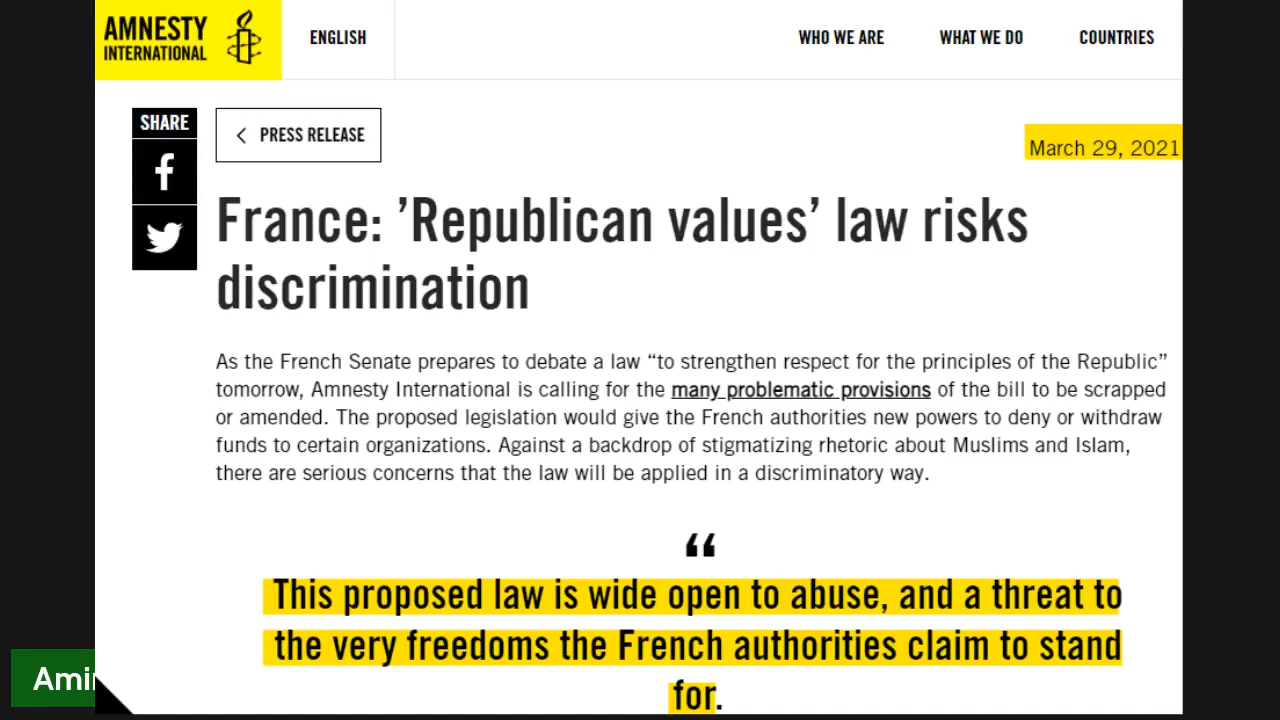 AMNESTY
INTERNATIONAL
ENGLISH
WHO WE ARE
WHAT WE DO
COUNTRIES
SHARE
PRESS RELEASE
March 29, 2021
France: ’Republican values’ law risks
discrimination
As the French Senate prepares to debate a law “to strengthen respect for the principles of the Republic”
tomorrow, Amnesty International is calling for the many problematic provisions of the bill to be scrapped
or amended. The proposed legislation would give the French authorities new powers to deny or withdraw
funds to certain organizations. Against a backdrop of stigmatizing rhetoric about Muslims and Islam,
there are serious concerns that the law will be applied in a discriminatory way.
“
This proposed law is wide open to abuse, and a threat to
the very freedoms the French authorities claim to stand
for.